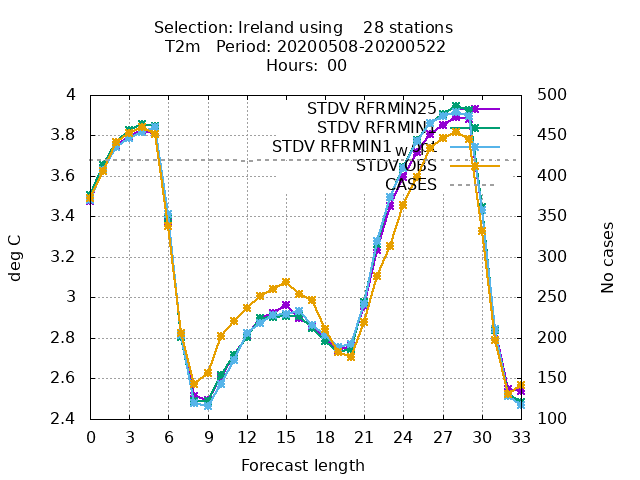 Selection: Ireland using    28 stations
T2m   Period: 20200508-20200522
Hours:  00
STDV RFRMIN25
STDV RFRMIN1
STDV OBS
CASES
deg C
No cases
4
3.8
3.6
3.4
3.2
3
2.8
2.6
2.4
500
450
400
350
300
250
200
150
100
0 3 6 9 12 15 18 21 24 27 30 33
Forecast length